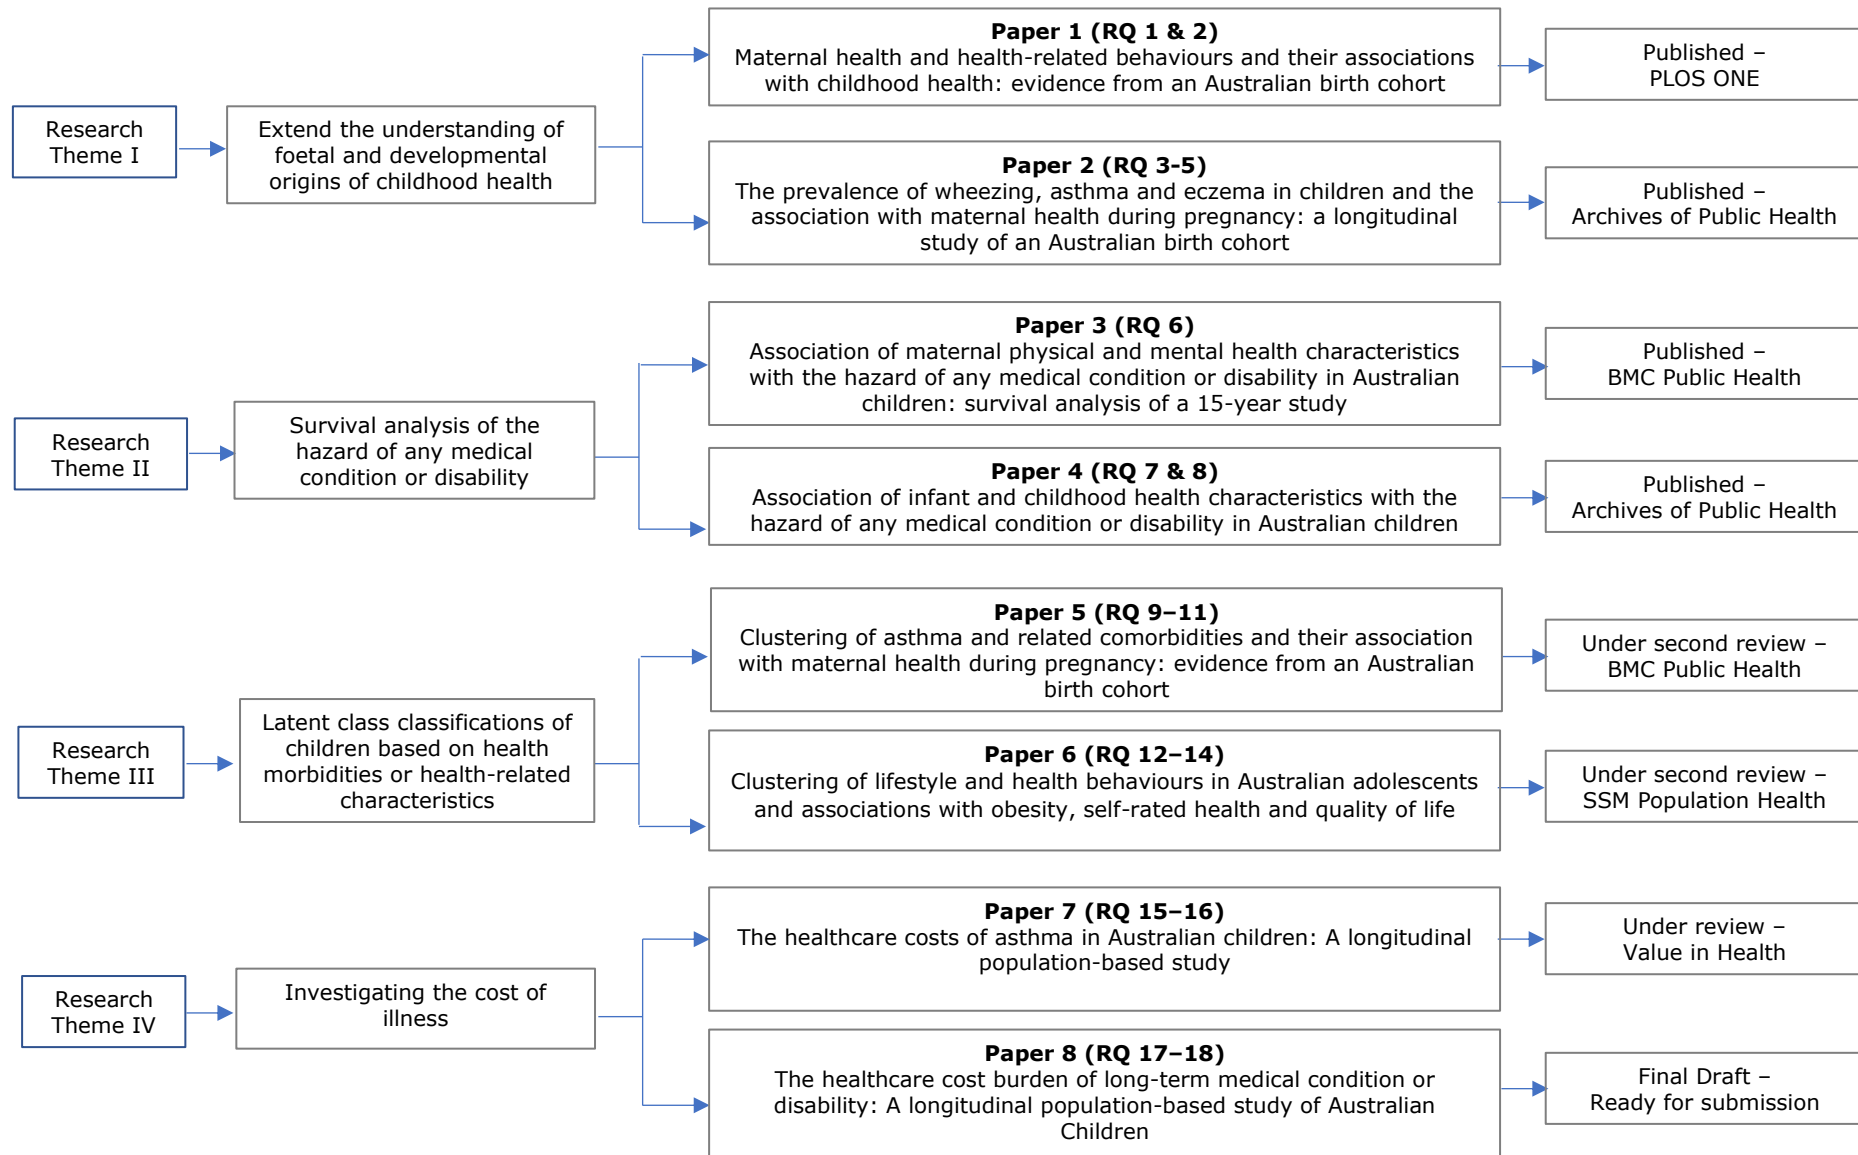 Research
Theme I
Extend the understanding of
foetal and developmental
origins of childhood health
Paper 1 (RQ 1 & 2)
Maternal health and health-related behaviours and their associations
with childhood health: evidence from an Australian birth cohort
Published –
PLOS ONE
Paper 2 (RQ 3-5)
The prevalence of wheezing, asthma and eczema in children and the
association with maternal health during pregnancy: a longitudinal
study of an Australian birth cohort
Published –
Archives of Public Health
Research
Theme II
Survival analysis of the
hazard of any medical
condition or disability
Paper 3 (RQ 6)
Association of maternal physical and mental health characteristics
with the hazard of any medical condition or disability in Australian
children: survival analysis of a 15-year study
Published –
BMC Public Health
Paper 4 (RQ 7 & 8)
Association of infant and childhood health characteristics with the
hazard of any medical condition or disability in Australian children
Published –
Archives of Public Health
Research
Theme III
Latent class classifications of
children based on health
morbidities or health-related
characteristics
Paper 5 (RQ 9–11)
Clustering of asthma and related comorbidities and their association
with maternal health during pregnancy: evidence from an Australian
birth cohort
Under second review –
BMC Public Health
Paper 6 (RQ 12–14)
Clustering of lifestyle and health behaviours in Australian adolescents
and associations with obesity, self-rated health and quality of life
Under second review –
SSM Population Health
Research
Theme IV
Investigating the cost of
illness
Paper 7 (RQ 15–16)
The healthcare costs of asthma in Australian children: A longitudinal
population-based study
Under review –
Value in Health
Paper 8 (RQ 17–18)
The healthcare cost burden of long-term medical condition or
disability: A longitudinal population-based study of Australian
Children
Final Draft –
Ready for submission